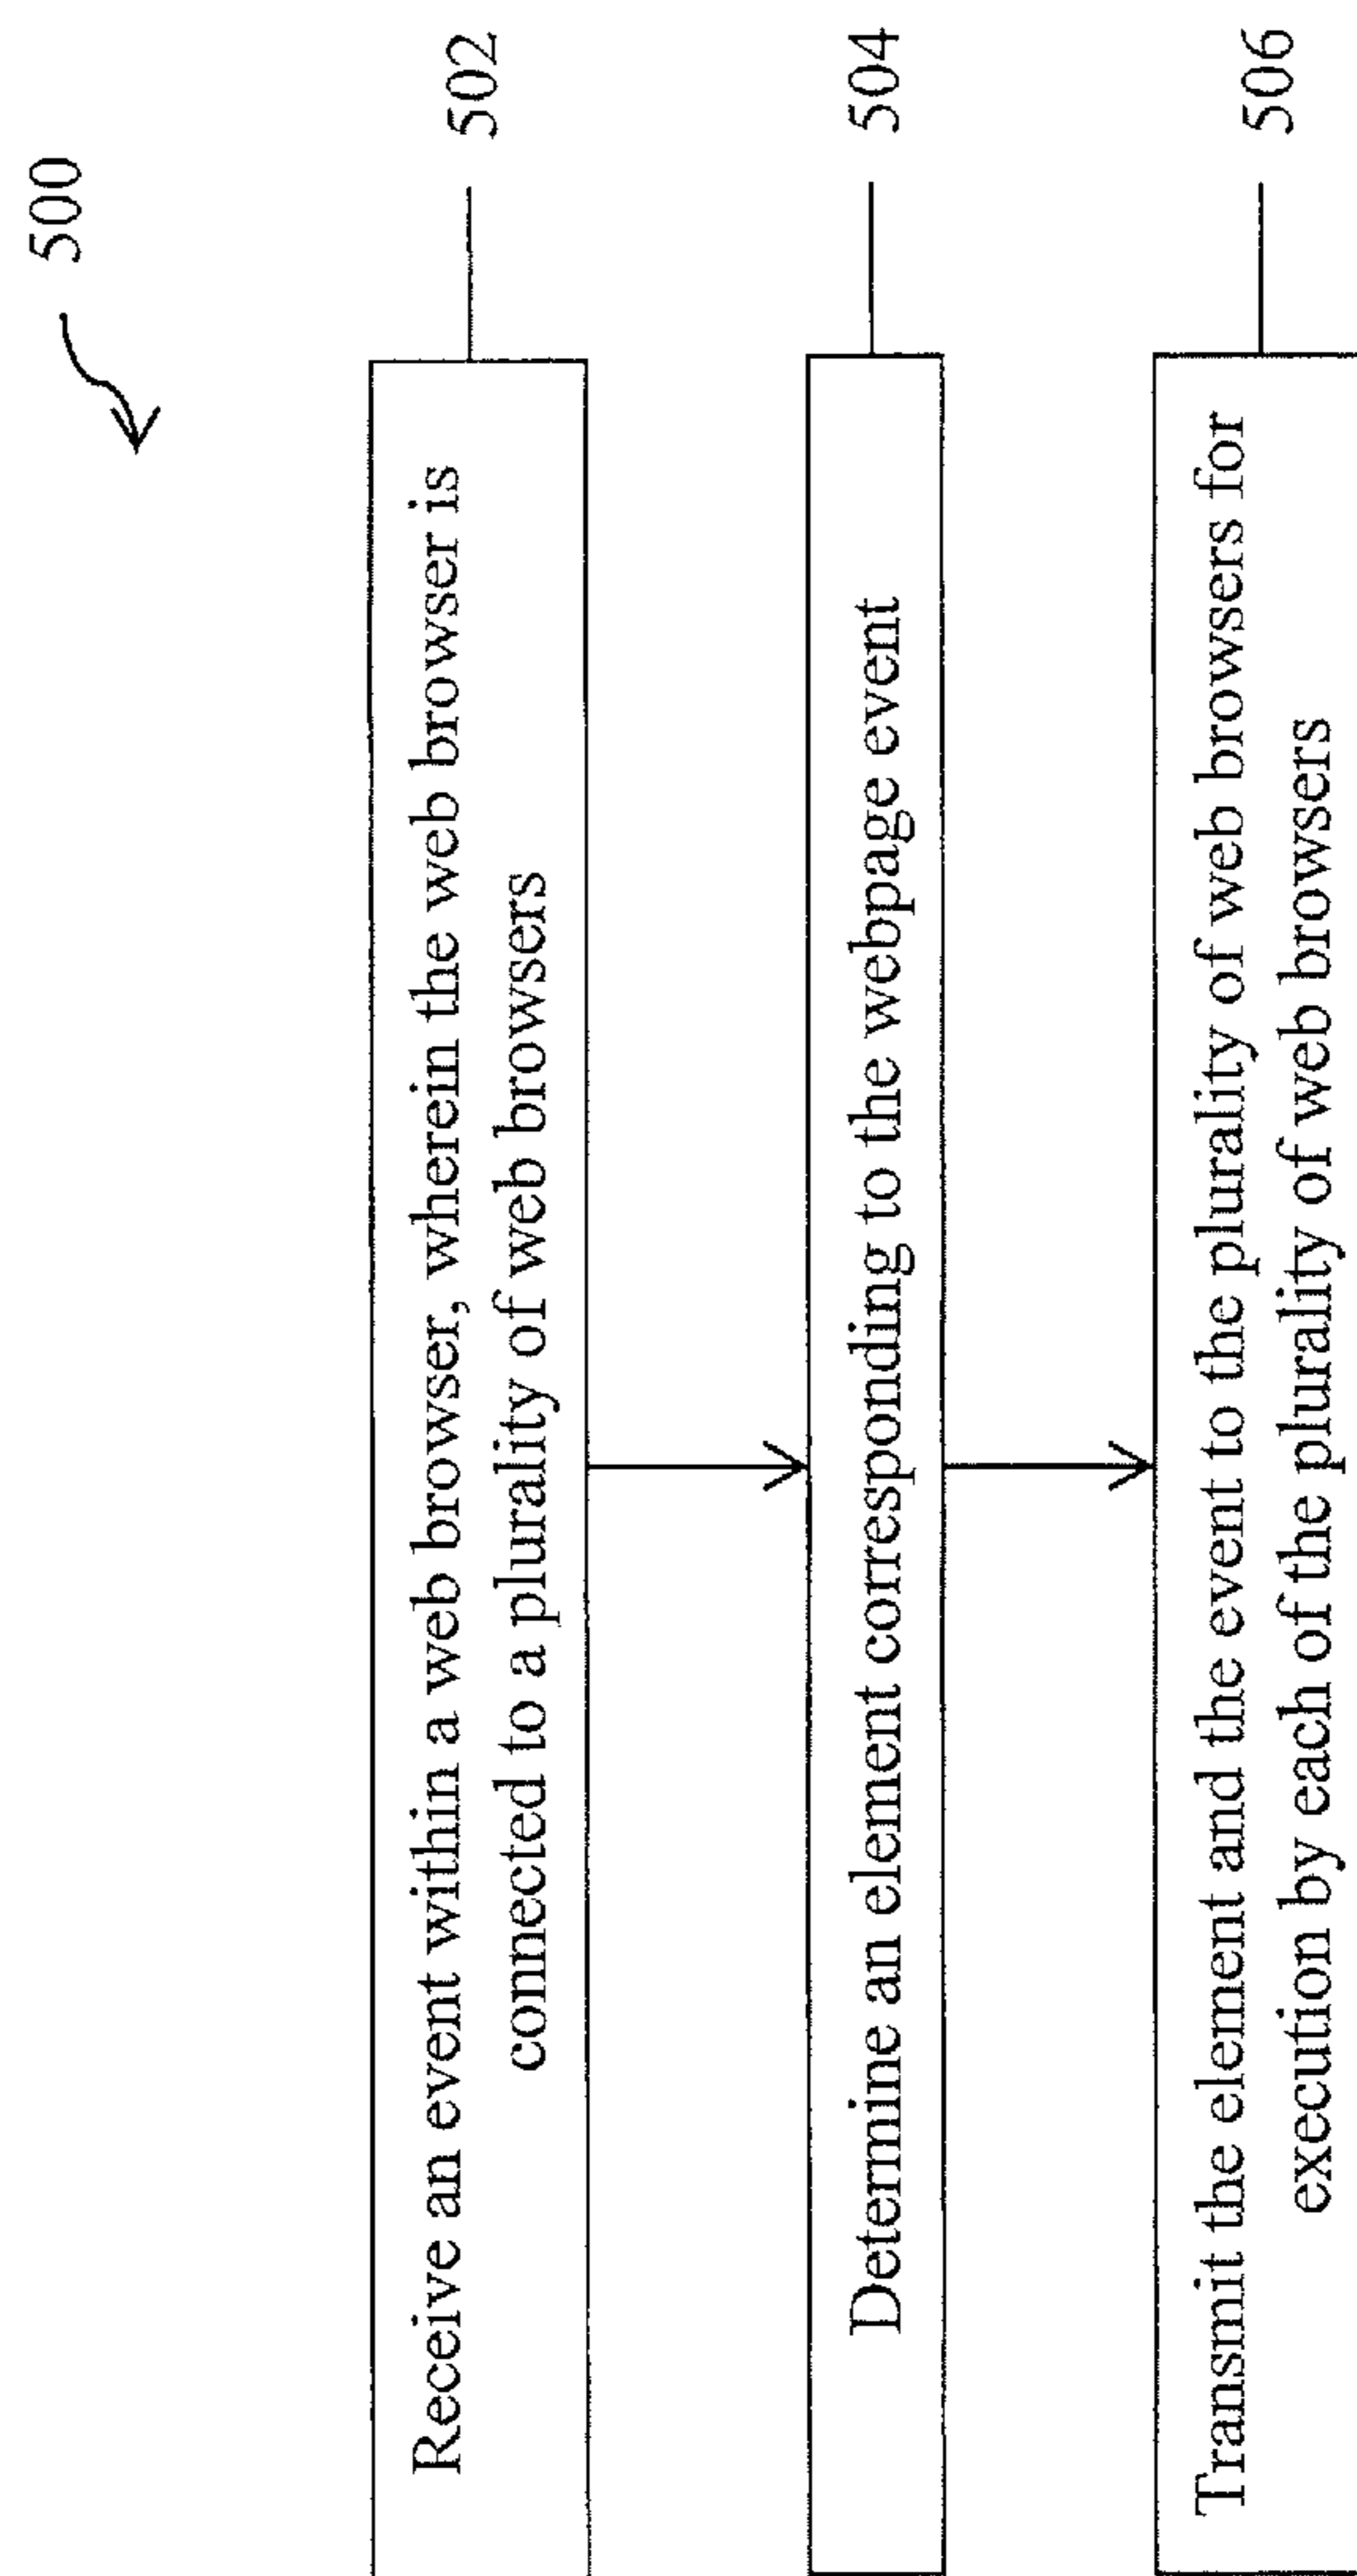 500
Receive an event within a web browser, wherein the web browser is
connected to a plurality of web browsers
502
Determine an element corresponding to the webpage event
504
Transmit the element and the event to the plurality of web browsers for
execution by each of the plurality of web browsers
506